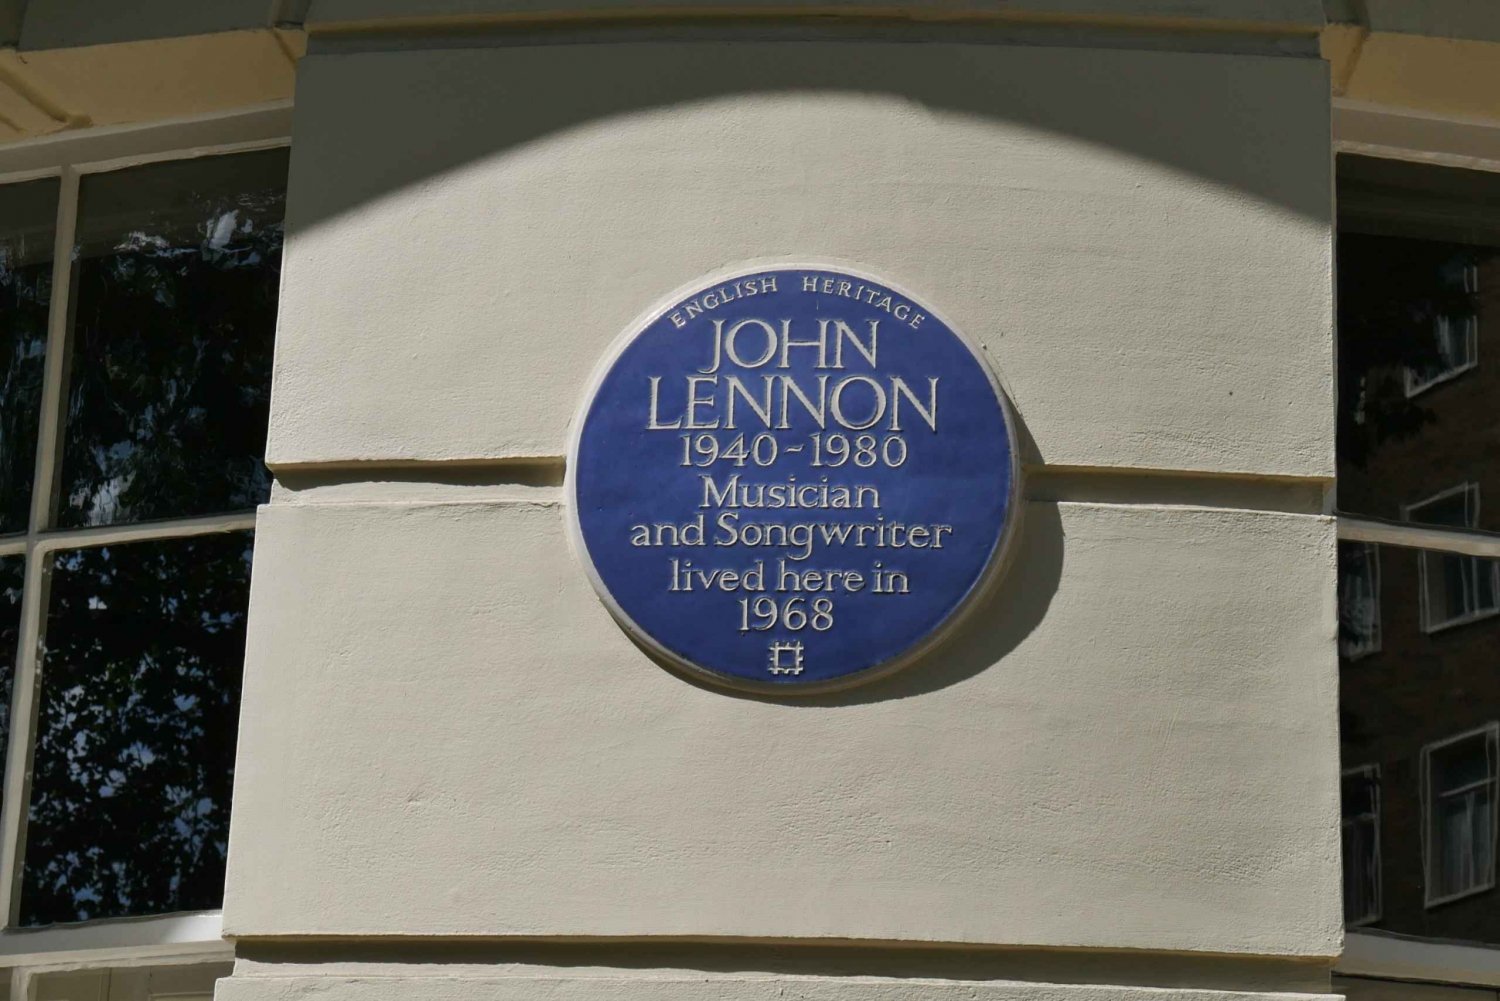 ENGLISH HERITAGE
JOHN
LENNON
1940-1980
Musician
and Songwriter
lived here in
1968